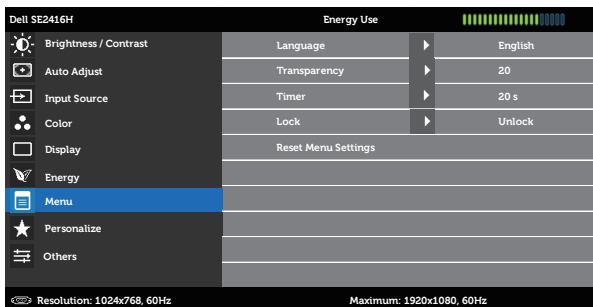 Dell SE2416H Energy Use
Brightness / Contrast Language English
Auto Adjust Transparency 20
Input Source Timer 20 s
Color Lock Unlock
Display Reset Menu Settings
Energy
Menu
Personalize
Others
Resolution: 1024x768, 60Hz Maximum: 1920x1080, 60Hz